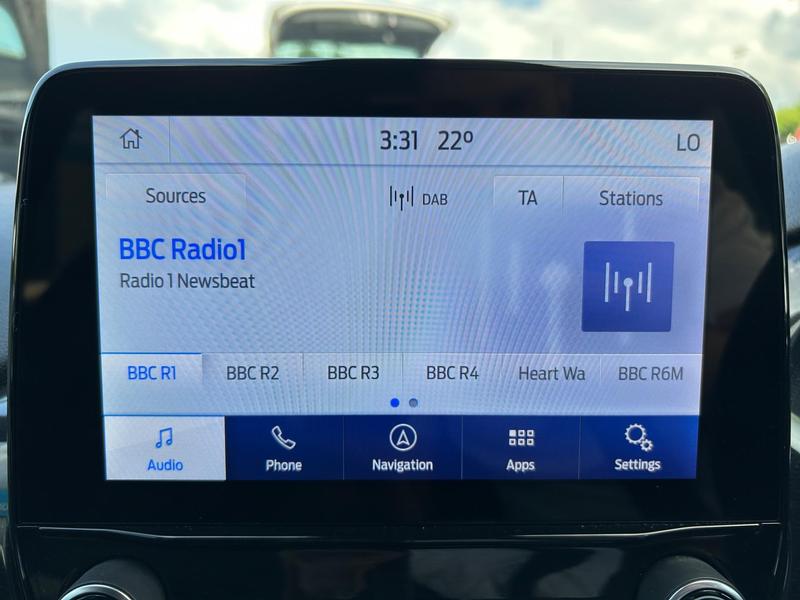 3:31 22º LO
Sources DAB TA Stations
BBC Radio1
Radio 1 Newsbeat
BBC R1 BBC R2 BBC R3 BBC R4 Heart Wa BBC R6M
Audio Phone Navigation Apps Settings